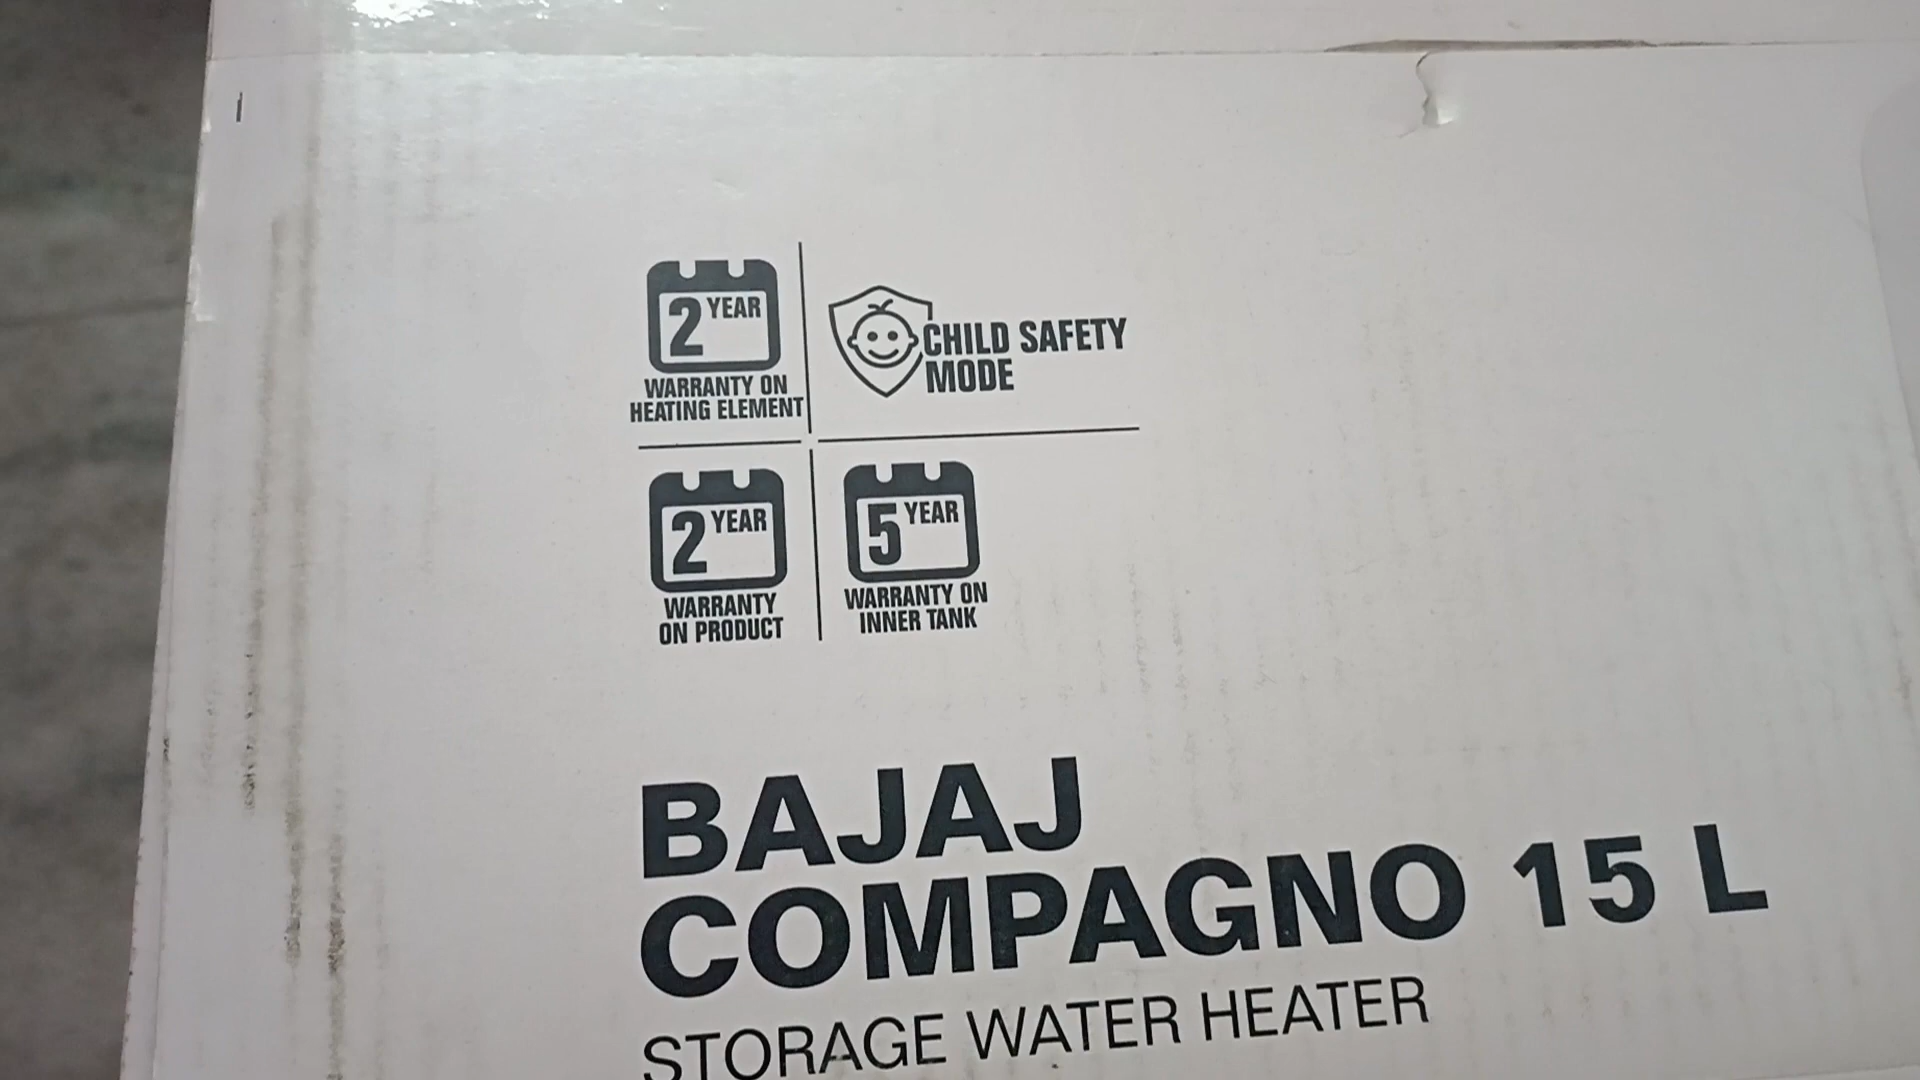 2 YEAR
WARRANTY ON
HEATING ELEMENT
CHILD SAFETY
MODE
2 YEAR
WARRANTY
ON PRODUCT
5 YEAR
WARRANTY ON
INNER TANK
BAJAJ
COMPAGNO 15 L
STORAGE WATER HEATER